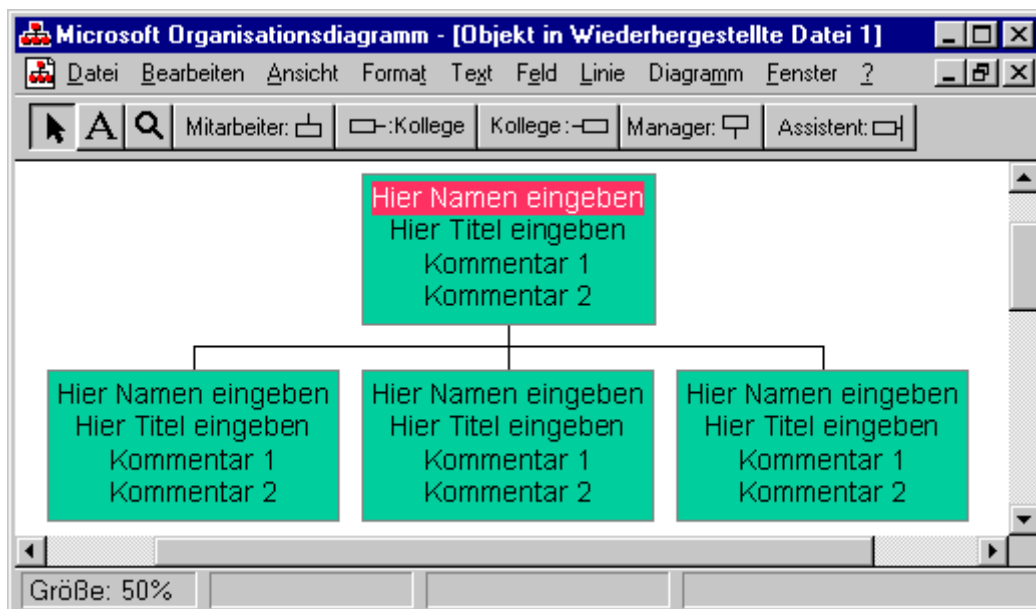 Microsoft Organisationsdiagramm - [Objekt in Wiederhergestellte Datei 1]
Datei Bearbeiten Ansicht Format Text Feld Linie Diagramm Fenster ?
A Mitarbeiter: :Kollege Kollege: Manager: Assistent:
Hier Namen eingeben
Hier Titel eingeben
Kommentar 1
Kommentar 2
Hier Namen eingeben
Hier Titel eingeben
Kommentar 1
Kommentar 2
Hier Namen eingeben
Hier Titel eingeben
Kommentar 1
Kommentar 2
Hier Namen eingeben
Hier Titel eingeben
Kommentar 1
Kommentar 2
Größe: 50%